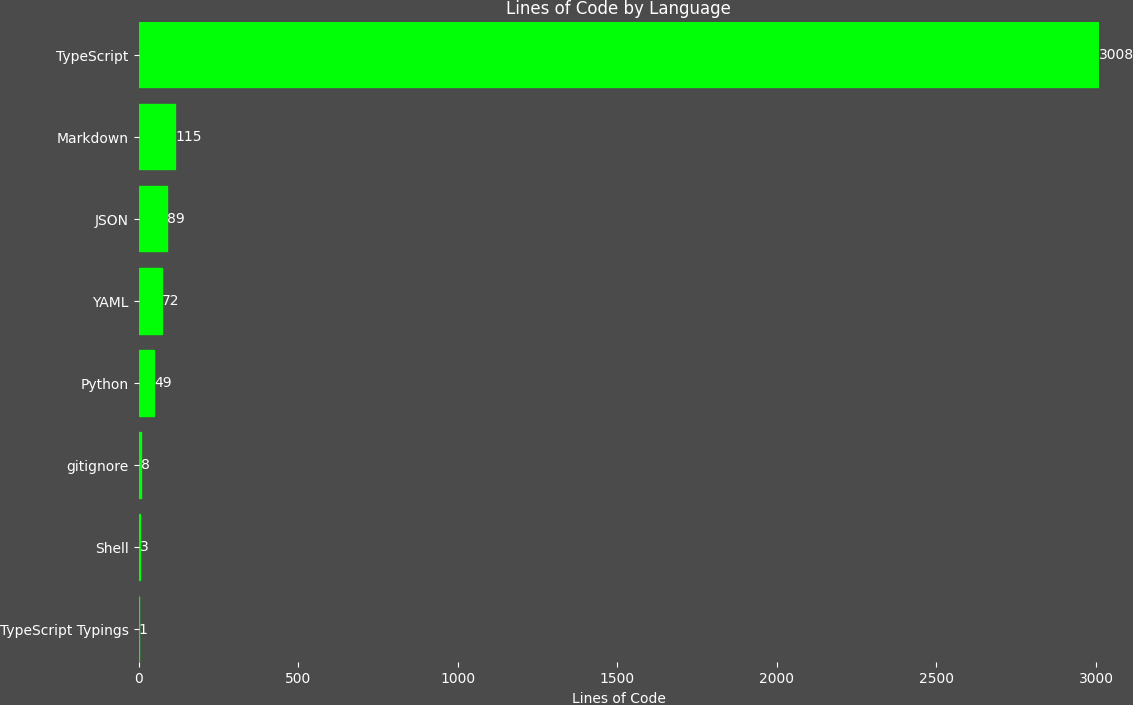 Lines of Code by Language
TypeScript 3008
Markdown 115
JSON 89
YAML 72
Python 49
gitignore 8
Shell 3
TypeScript Typings 1
0 500 1000 1500 2000 2500 3000
Lines of Code